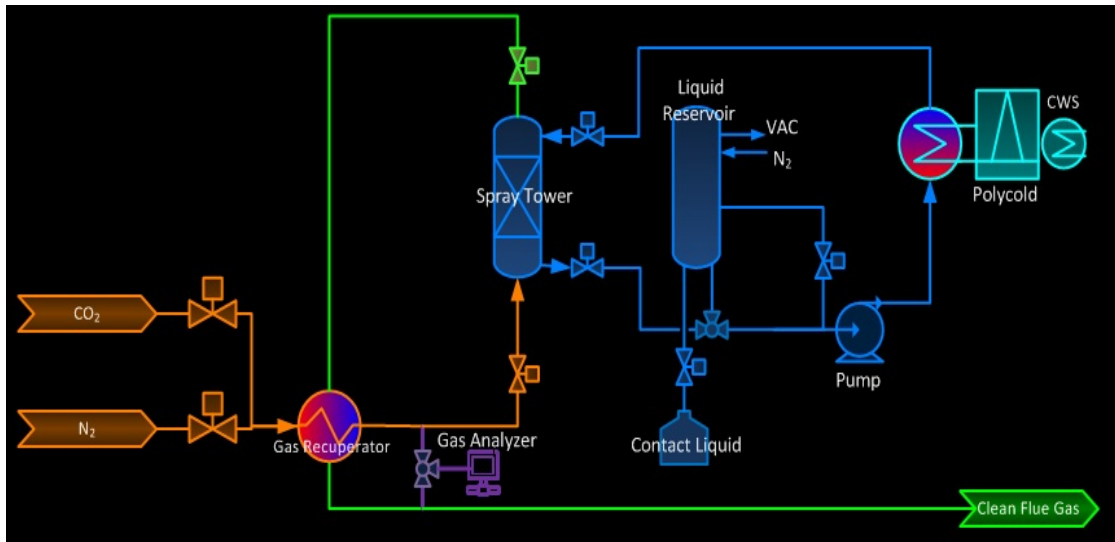 Liquid
Reservoir
CWS
VAC
N₂
Polycold
Spray Tower
CO₂
Pump
N₂
Gas Recuperator
Gas Analyzer
Contact Liquid
Clean Flue Gas